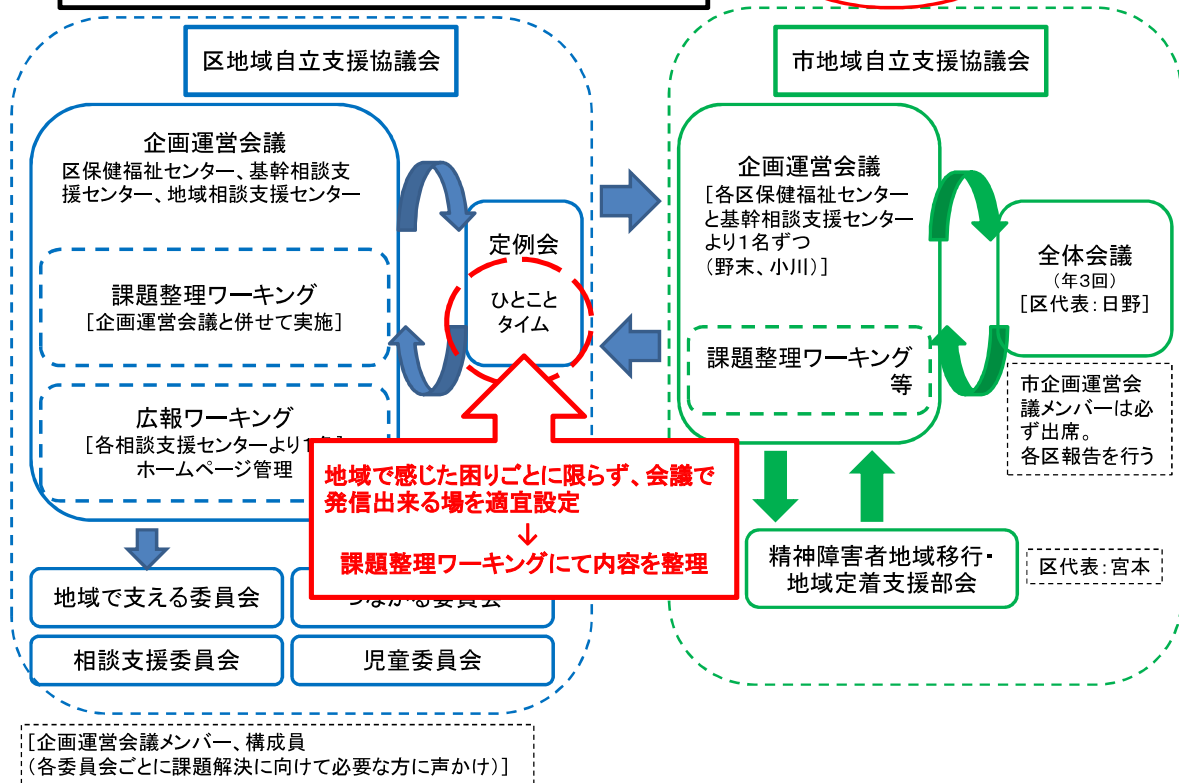 区地域自立支援協議会
企画運営会議
区保健福祉センター、基幹相談支
援センター、地域相談支援センター
課題整理ワーキング
[企画運営会議と併せて実施]
広報ワーキング
[各相談支援センターより1名]
ホームページ管理
定例会
ひとこと
タイム
地域で感じた困りごとに限らず、会議で
発信出来る場を適宜設定
↓
課題整理ワーキングにて内容を整理
地域で支える委員会
つながる委員会
相談支援委員会
児童委員会
[企画運営会議メンバー、構成員
(各委員会ごとに課題解決に向けて必要な方に声かけ)]
市地域自立支援協議会
企画運営会議
[各区保健福祉センター
と基幹相談支援センター
より1名ずつ
(野末、小川)]
課題整理ワーキング
等
全体会議
(年3回)
[区代表:日野]
市企画運営会
議メンバーは必
ず出席。
各区報告を行う
精神障害者地域移行・
地域定着支援部会
区代表:宮本